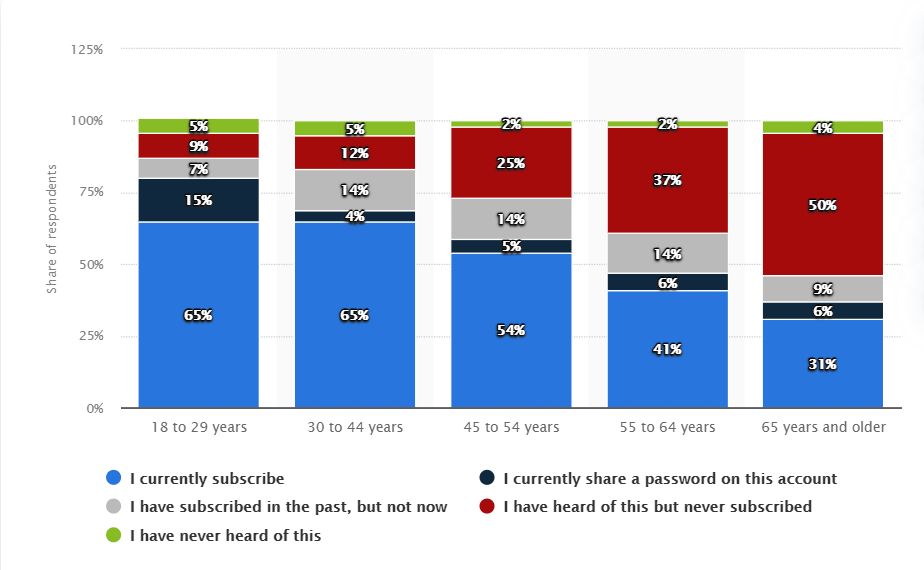 125%
100%
75%
50%
25%
0%
Share of respondents
5% 5% 2% 2% 4%
9% 12% 25% 37% 50%
7% 14% 14% 14% 9%
15% 4% 5% 6% 6%
65% 65% 54% 41% 31%
18 to 29 years 30 to 44 years 45 to 54 years 55 to 64 years 65 years and older
I currently subscribe I currently share a password on this account
I have subscribed in the past, but not now I have heard of this but never subscribed
I have never heard of this